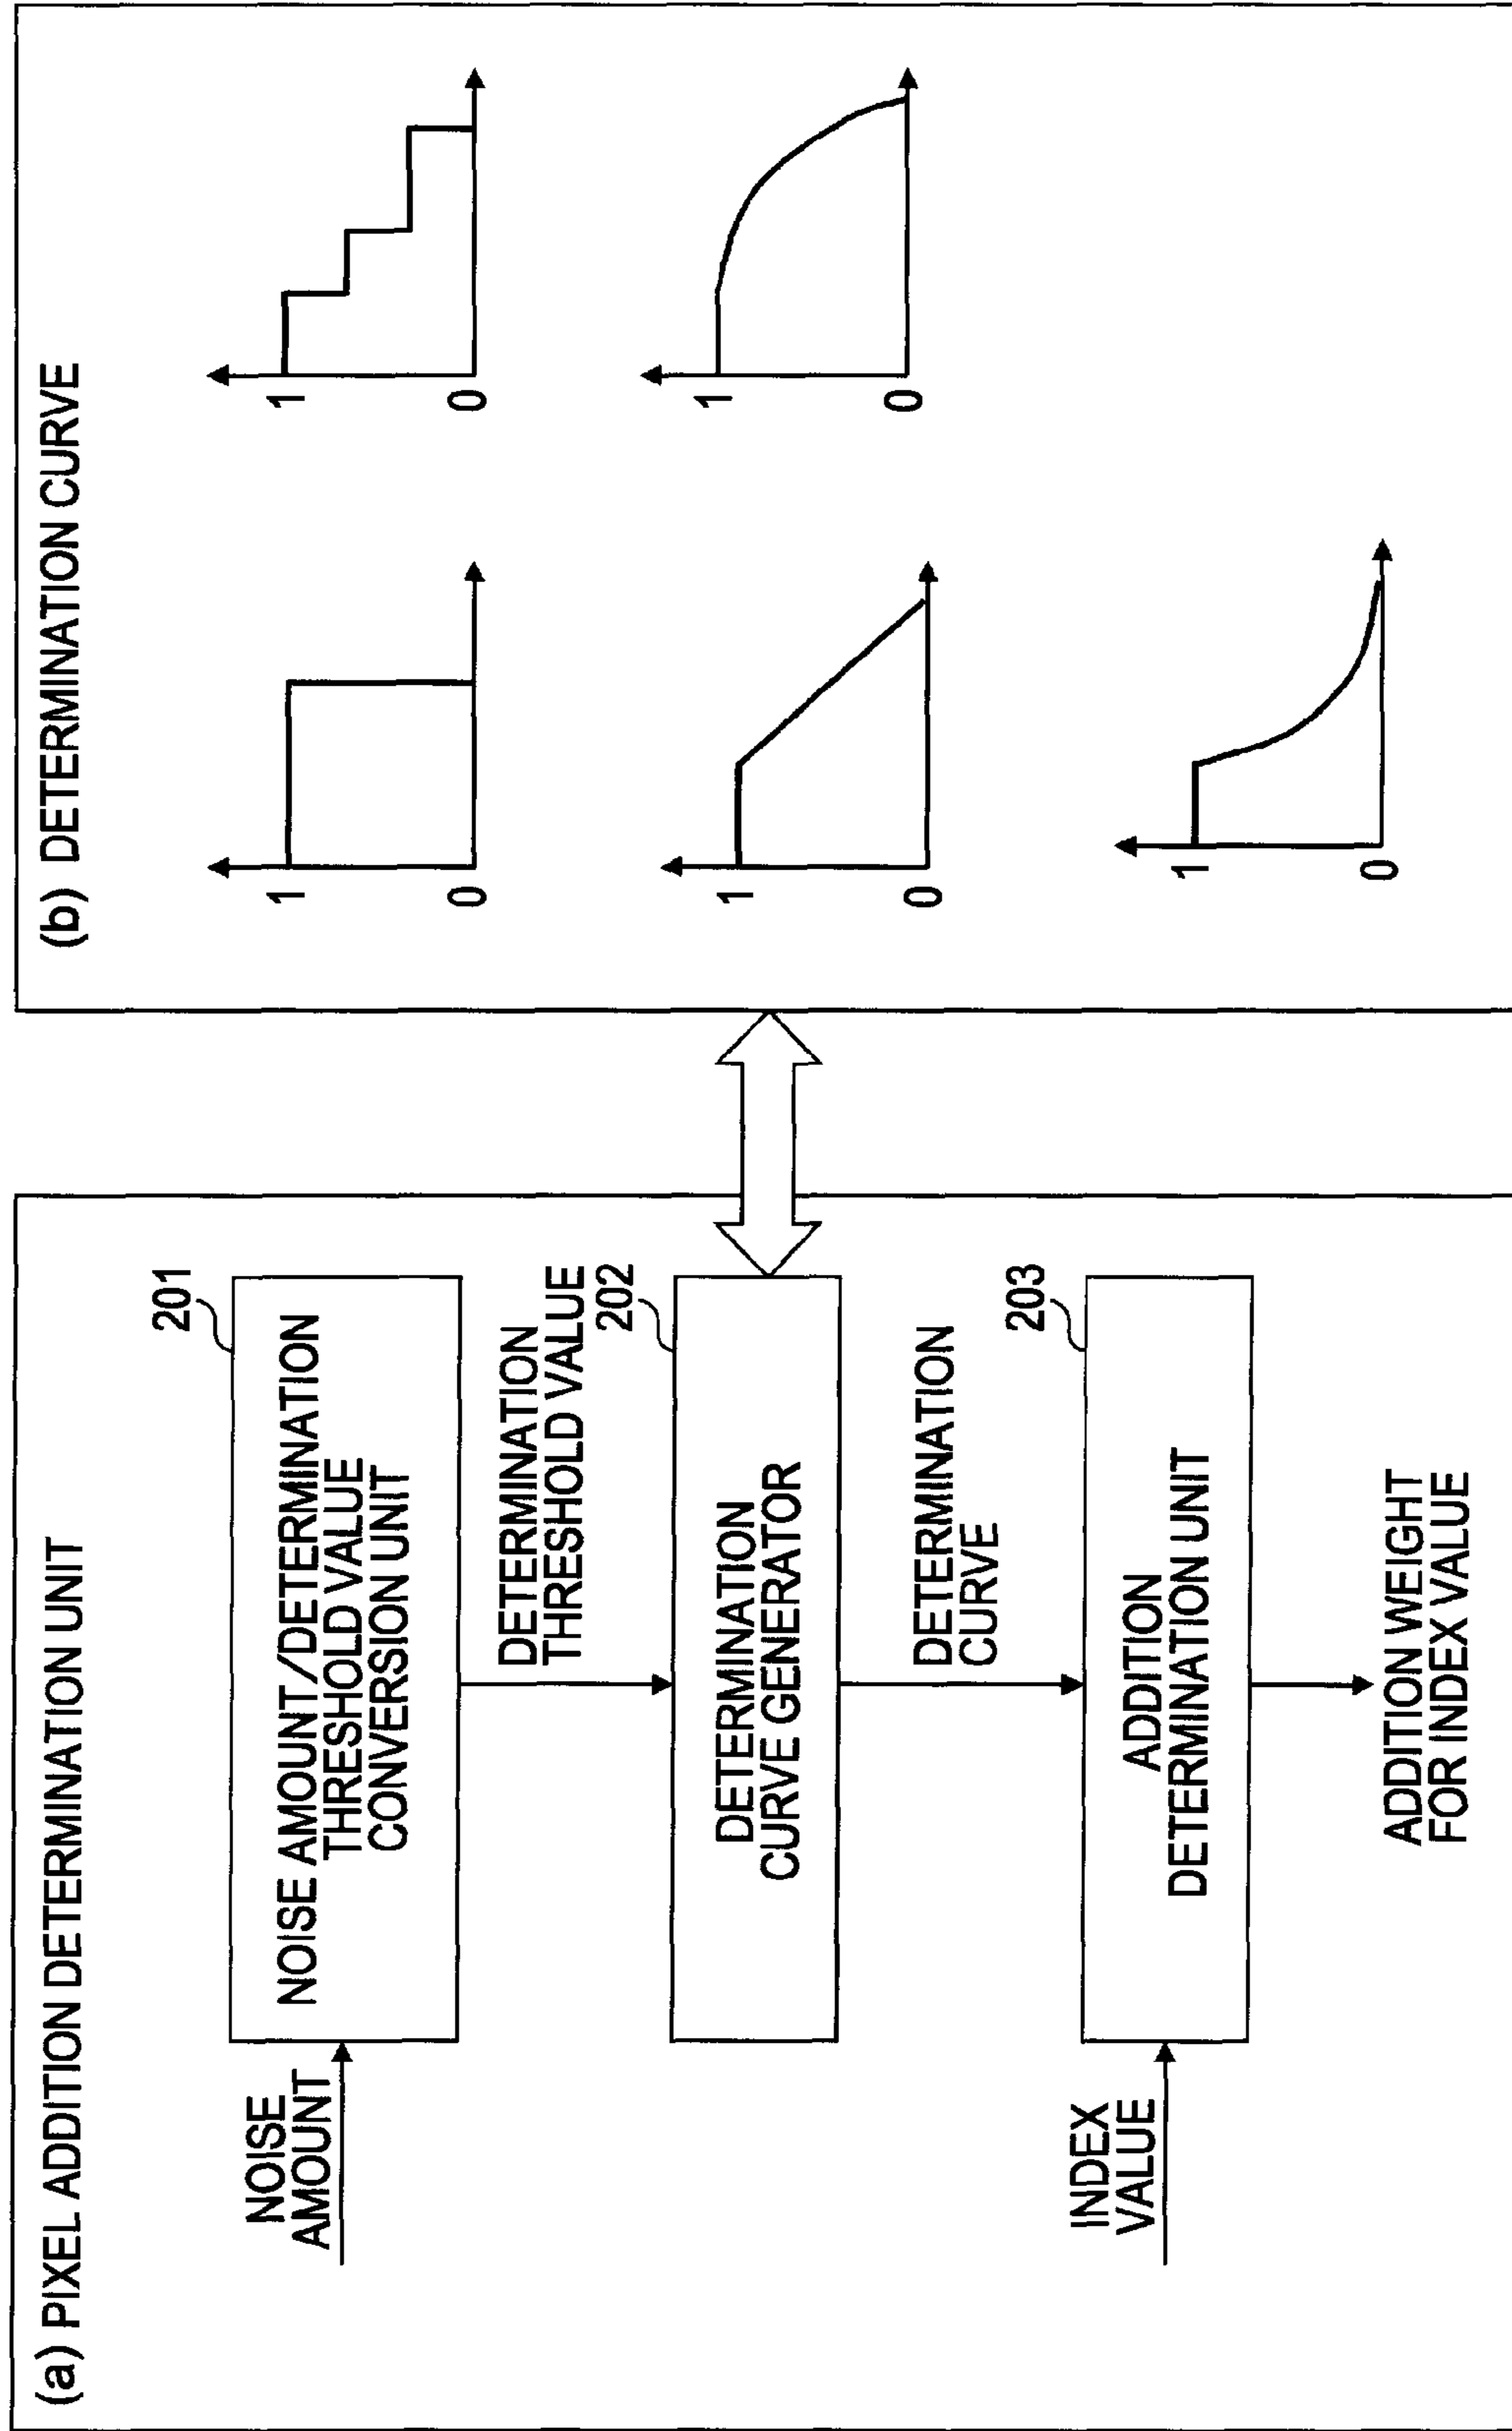 (a) PIXEL ADDITION DETERMINATION UNIT
NOISE
AMOUNT
201
NOISE AMOUNT/DETERMINATION
THRESHOLD VALUE
CONVERSION UNIT
DETERMINATION
THRESHOLD VALUE
202
DETERMINATION
CURVE GENERATOR
DETERMINATION
CURVE
INDEX
VALUE
203
ADDITION
DETERMINATION UNIT
ADDITION WEIGHT
FOR INDEX VALUE
(b) DETERMINATION CURVE
1
0
1
0
1
0
1
0
1
0